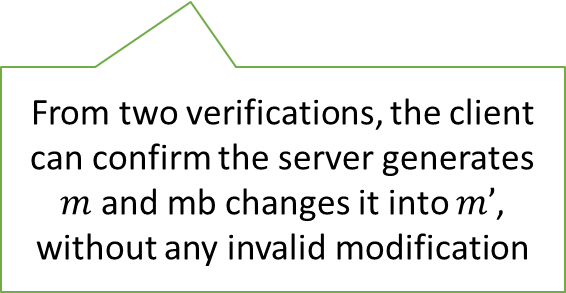 From two verifications, the client
can confirm the server generates
𝑚 and mb changes it into 𝑚’,
without any invalid modification